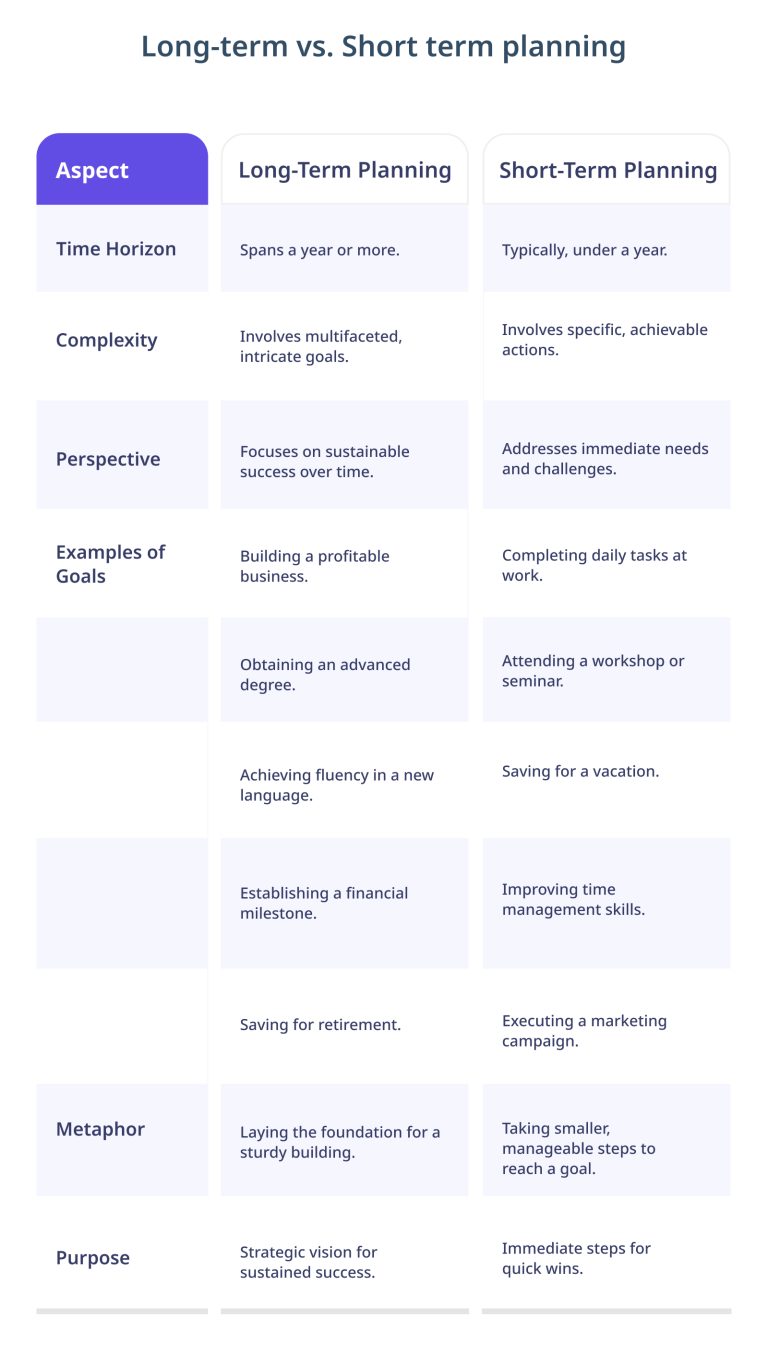 Long-term vs. Short term planning
Aspect
Long-Term Planning
Short-Term Planning
Time Horizon
Spans a year or more.
Typically, under a year.
Complexity
Involves multifaceted,
intricate goals.
Involves specific, achievable
actions.
Perspective
Focuses on sustainable
success over time.
Addresses immediate needs
and challenges.
Examples of
Goals
Building a profitable
business.
Completing daily tasks at
work.
Obtaining an advanced
degree.
Attending a workshop or
seminar.
Achieving fluency in a new
language.
Saving for a vacation.
Establishing a financial
milestone.
Improving time
management skills.
Saving for retirement.
Executing a marketing
campaign.
Metaphor
Laying the foundation for a
sturdy building.
Taking smaller,
manageable steps to
reach a goal.
Purpose
Strategic vision for
sustained success.
Immediate steps for
quick wins.